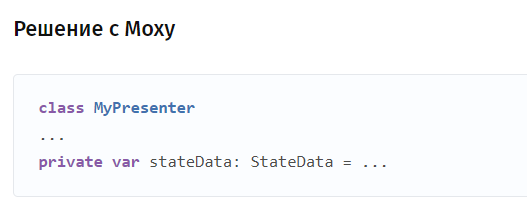 Решение с Moxy
class MyPresenter
...
private var stateData: StateData = ...